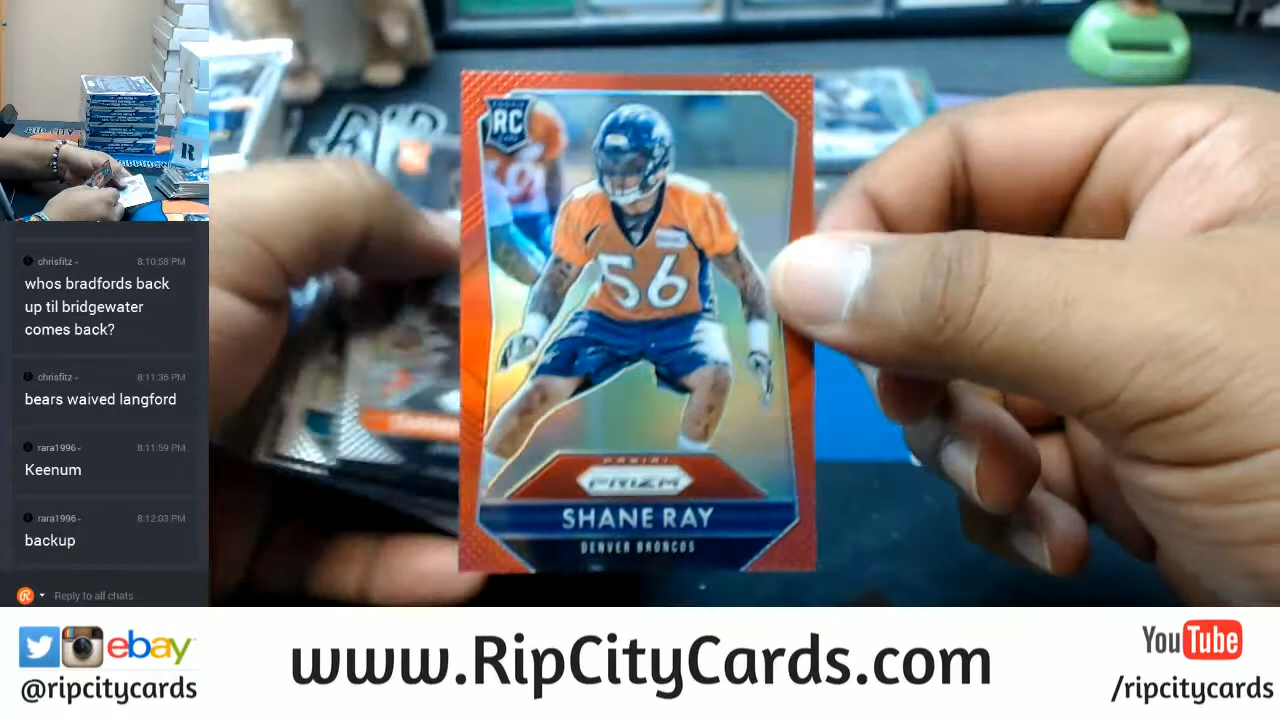 RIP CITY
R
chrisfitz -
8:10:58 PM
whos bradfords back
up til bridgewater
comes back?
chrisfitz -
8:11:36 PM
bears waived langford
rara1996 -
8:11:59 PM
Keenum
rara1996 -
8:12:03 PM
backup
Reply to all chats
RC
56
PANINI
PRIZM
SHANE RAY
DENVER BRONCOS
ebay
@ripcitycards
www.RipCityCards.com
YouTube
/ripcitycards